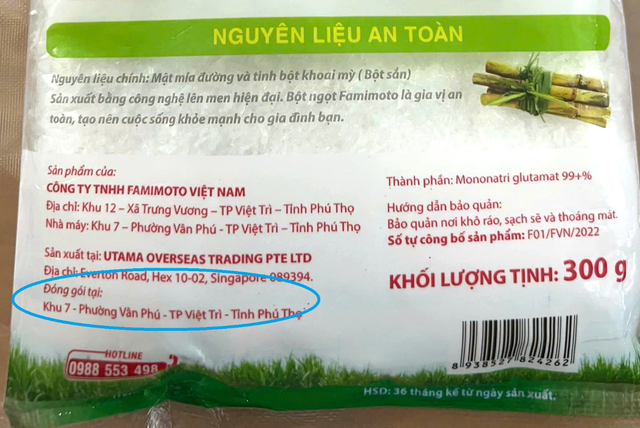 NGUYÊN LIỆU AN TOÀN
Nguyên liệu chính: Mật mía đường và tinh bột khoai mỳ ( Bột sắn)
Sản xuất bằng công nghệ lên men hiện đại. Bột ngọt Famimoto là gia vị an
toàn, tạo nên cuộc sống khỏe mạnh cho gia đình bạn.
Sản phẩm của:
CÔNG TY TNHH FAMIMOTO VIỆT NAM
Địa chỉ: Khu 12 – Xã Trưng Vương – TP Việt Trì – Tỉnh Phú Thọ
Nhà máy: Khu 7 – Phường Vân Phú - TP Việt Trì – Tỉnh Phú Thọ
Sản xuất tại: UTAMA OVERSEAS TRADING PTE LTD
Địa chỉ: Everton Road, Hex 10-02, Singapore 089394.
Đóng gói tại:
Khu 7 - Phường Vân Phú - TP Việt Trì - Tỉnh Phú Thọ
HOTLINE
0988 553 498
Thành phần: Mononatri glutamat 99+%
Hướng dẫn bảo quản:
Bảo quản nơi khô ráo, sạch sẽ và thoáng mát.
Số tự công bố sản phẩm: F01/FVN/2022
KHỐI LƯỢNG TỊNH: 300 g
8 938527 824262
HSD: 36 tháng kể từ ngày sản xuất.